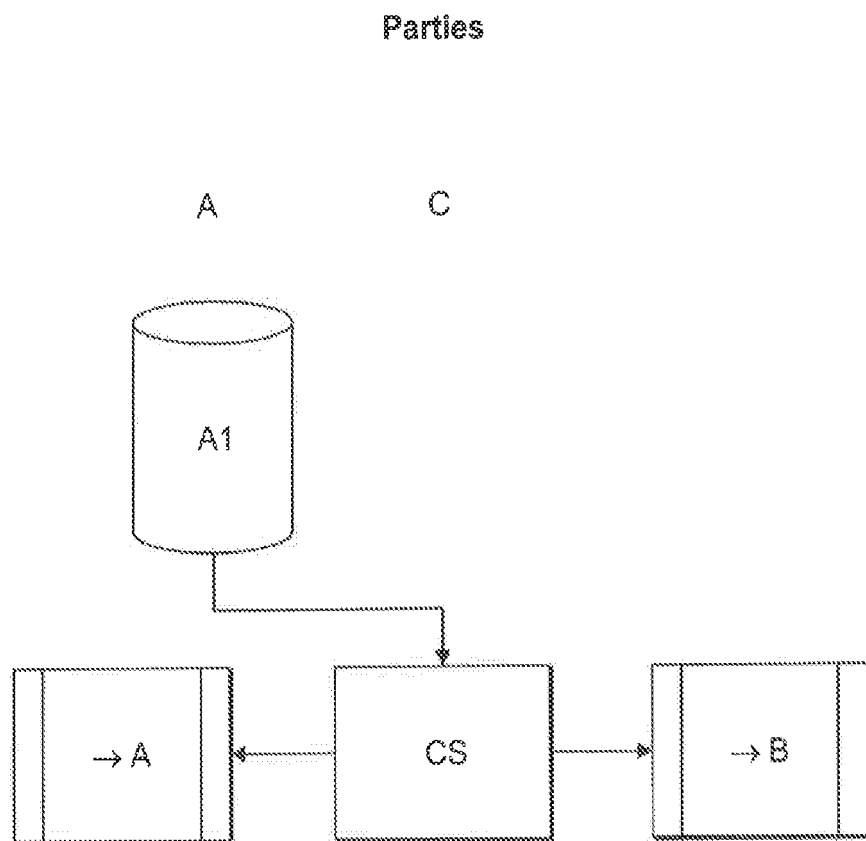 Parties
A C
A1
→ A CS → B